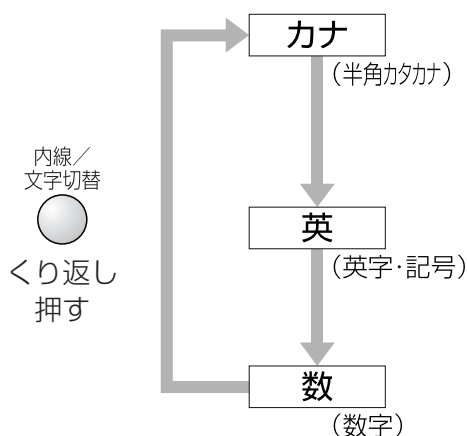 カナ
(半角カタカナ)
内線／
文字切替
くり返し
押す
英
(英字・記号)
数
(数字)